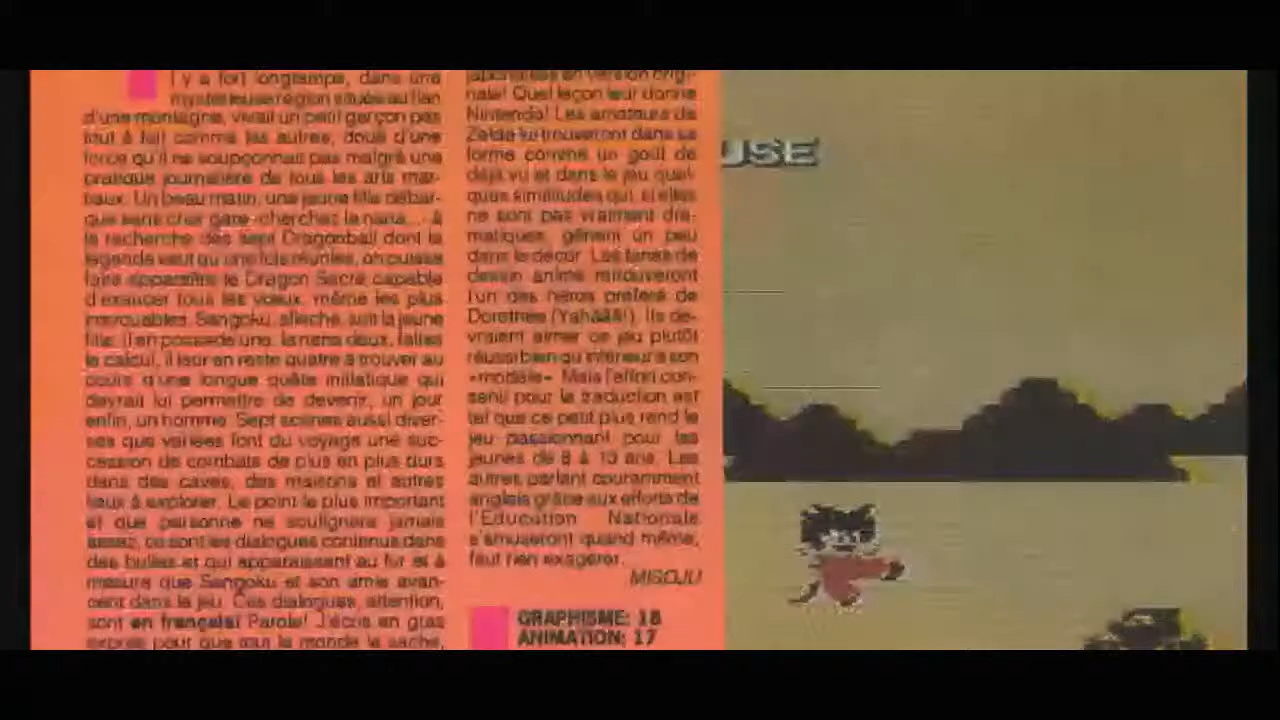 l y a fort longtemps, dans une
mystérieuse région située au flan
d'une montagne, vivait un petit garçon pas
tout à fait comme les autres, doué d'une
force qu'il ne soupçonnait pas malgré une
pratique journalière de tous les arts mar-
tiaux. Un beau matin, une jeune fille débar-
que sans crier gare -cherchez la nana...- à
la recherche des sept Dragonball dont la
légende veut qu'une fois réunies, on puisse
faire apparaître le Dragon Sacré capable
d'exaucer tous les vœux, même les plus
incroyables. Sangoku, alléché, suit la jeune
fille. Il en possède une, la nana deux, faites
le calcul, il leur en reste quatre à trouver au
cours d'une longue quête initiatique qui
devrait lui permettre de devenir, un jour
enfin, un homme. Sept scènes aussi diver-
ses que variées font du voyage une suc-
cession de combats de plus en plus durs
dans des caves, des maisons et autres
lieux à explorer. Le point le plus important
et que personne ne soulignera jamais
assez, ce sont les dialogues contenus dans
des bulles et qui apparaissent au fur et à
mesure que Sangoku et son amie avan-
cent dans le jeu. Ces dialogues, attention,
sont en français! Parole! J'écris en gras
exprès pour que tout le monde le sache,
japonaises en version origi-
nale! Quel leçon leur donne
Nintendo! Les amateurs de
Zelda lui trouveront dans sa
forme comme un goût de
déjà vu et dans le jeu quel-
ques similitudes qui, si elles
ne sont pas vraiment dra-
matiques, gênent un peu
dans le décor. Les fanas de
dessin animé retrouveront
l'un des héros préféré de
Dorothée (Yahâââ!). Ils de-
vraient aimer ce jeu plutôt
réussi bien qu'inférieur à son
«modèle». Mais l'effort con-
senti pour la traduction est
tel que ce petit plus rend le
jeu passionnant pour les
jeunes de 8 à 13 ans. Les
autres parlant couramment
anglais grâce aux efforts de
l'Education Nationale
s'amuseront quand même,
faut rien exagérer.
MISOJU
GRAPHISME: 18
ANIMATION: 17
USE